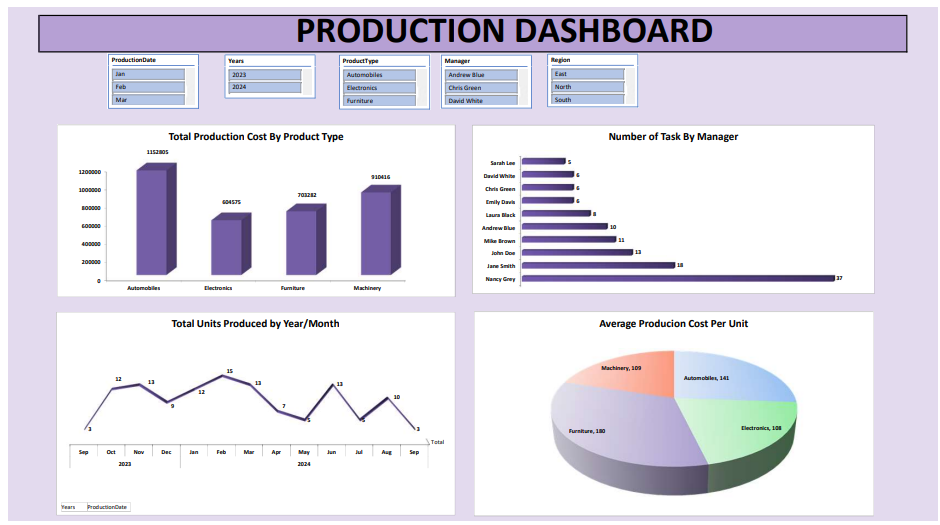 PRODUCTION DASHBOARD
ProductionDate
Jan
Feb
Mar
Years
2023
2024
ProductType
Automobiles
Electronics
Furniture
Manager
Andrew Blue
Chris Green
David White
Region
East
North
South
Total Production Cost By Product Type
1152805
604575
703282
910416
1200000
1000000
800000
600000
400000
200000
0
Automobiles Electronics Furniture Machinery
Number of Task By Manager
Sarah Lee 5
David White 6
Chris Green 6
Emily Davis 6
Laura Black 8
Andrew Blue 10
Mike Brown 11
John Doe 13
Jane Smith 18
Nancy Grey 37
Total Units Produced by Year/Month
3 12 13 9 12 15 13 7 5 13 5 10 3
Total
Sep Oct Nov Dec Jan Feb Mar Apr May Jun Jul Aug Sep
2023 2024
Years ProductionDate
Average Producion Cost Per Unit
Machinery, 109
Automobiles, 141
Furniture, 180
Electronics, 108